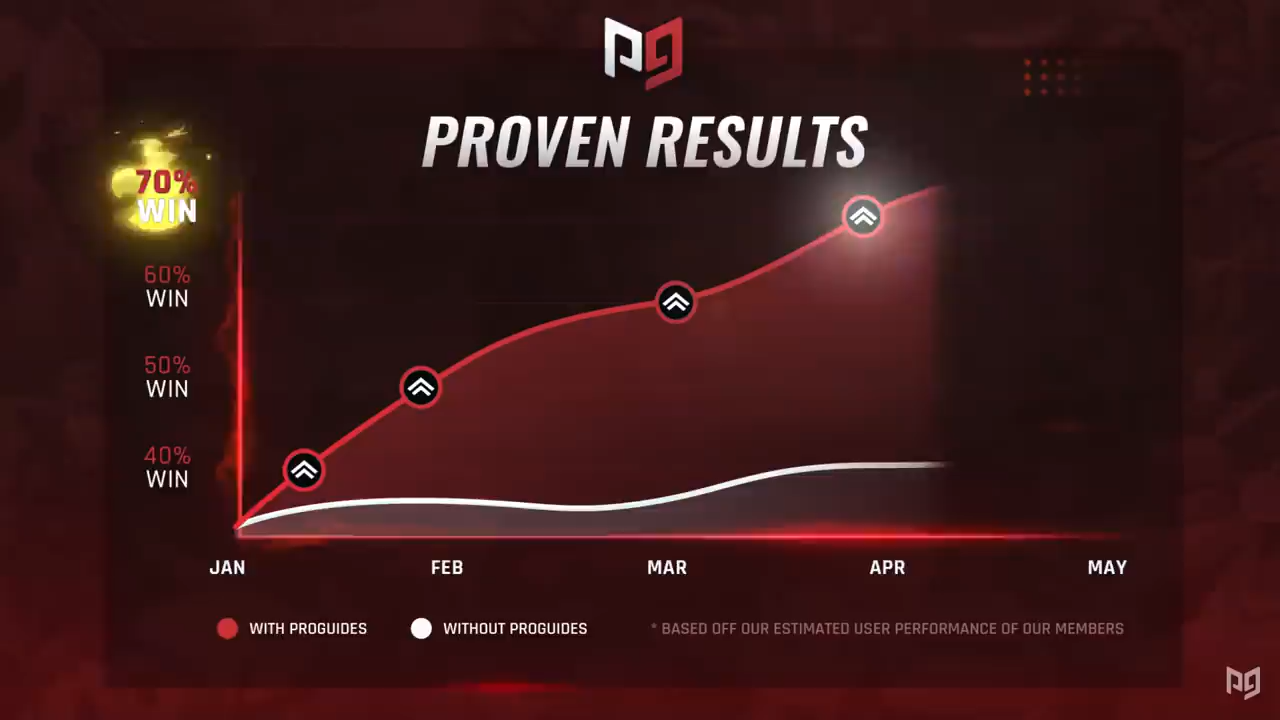 PG
PROVEN RESULTS
70%
WIN
60%
WIN
50%
WIN
40%
WIN
JAN FEB MAR APR MAY
WITH PROGUIDES WITHOUT PROGUIDES * BASED OFF OUR ESTIMATED USER PERFORMANCE OF OUR MEMBERS
PG